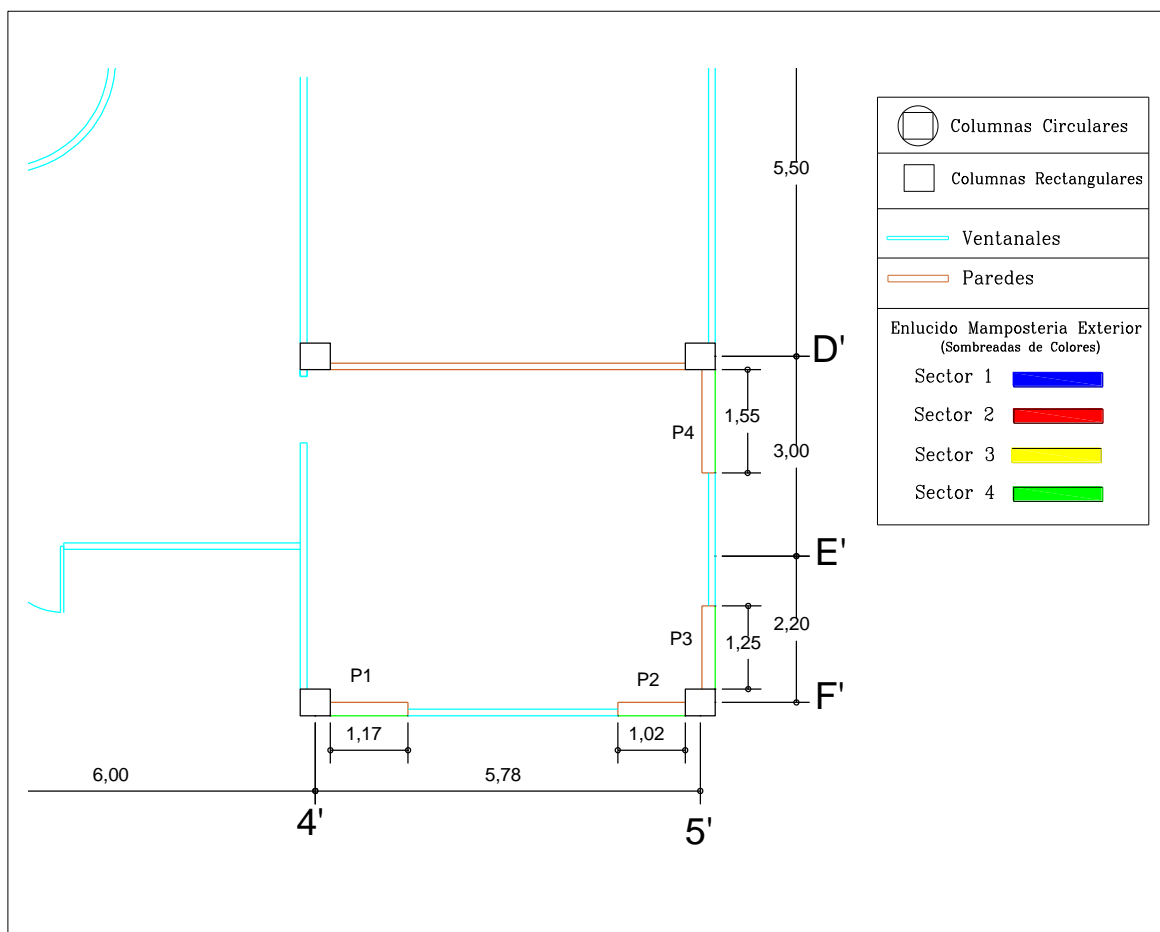 5,50
Columnas Circulares
Columnas Rectangulares
Ventanales
Paredes
Enlucido Mamposteria Exterior
(Sombreadas de Colores)
Sector 1
Sector 2
Sector 3
Sector 4
D'
1,55
P4
3,00
E'
P3
1,25
2,20
P1
P2
F'
1,17
1,02
6,00
5,78
4'
5'